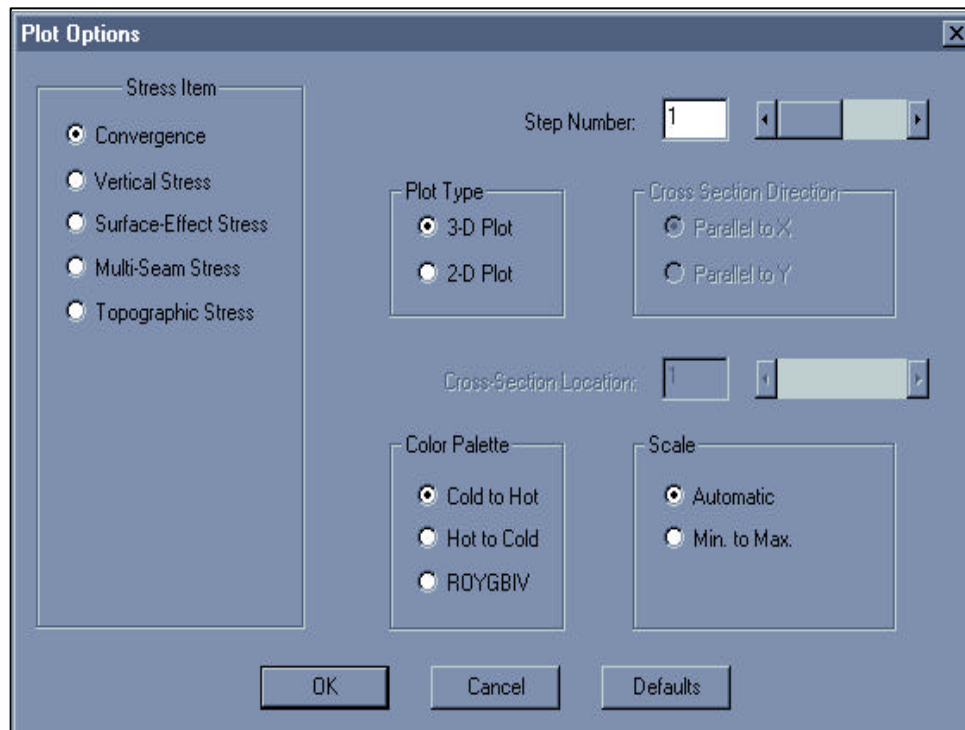 Plot Options
Stress Item
Convergence
Vertical Stress
Surface-Effect Stress
Multi-Seam Stress
Topographic Stress
Step Number:
1
Plot Type
3-D Plot
2-D Plot
Cross Section Direction
Parallel to X
Parallel to Y
Cross-Section Location:
1
Color Palette
Cold to Hot
Hot to Cold
ROYGBIV
Scale
Automatic
Min. to Max.
OK
Cancel
Defaults